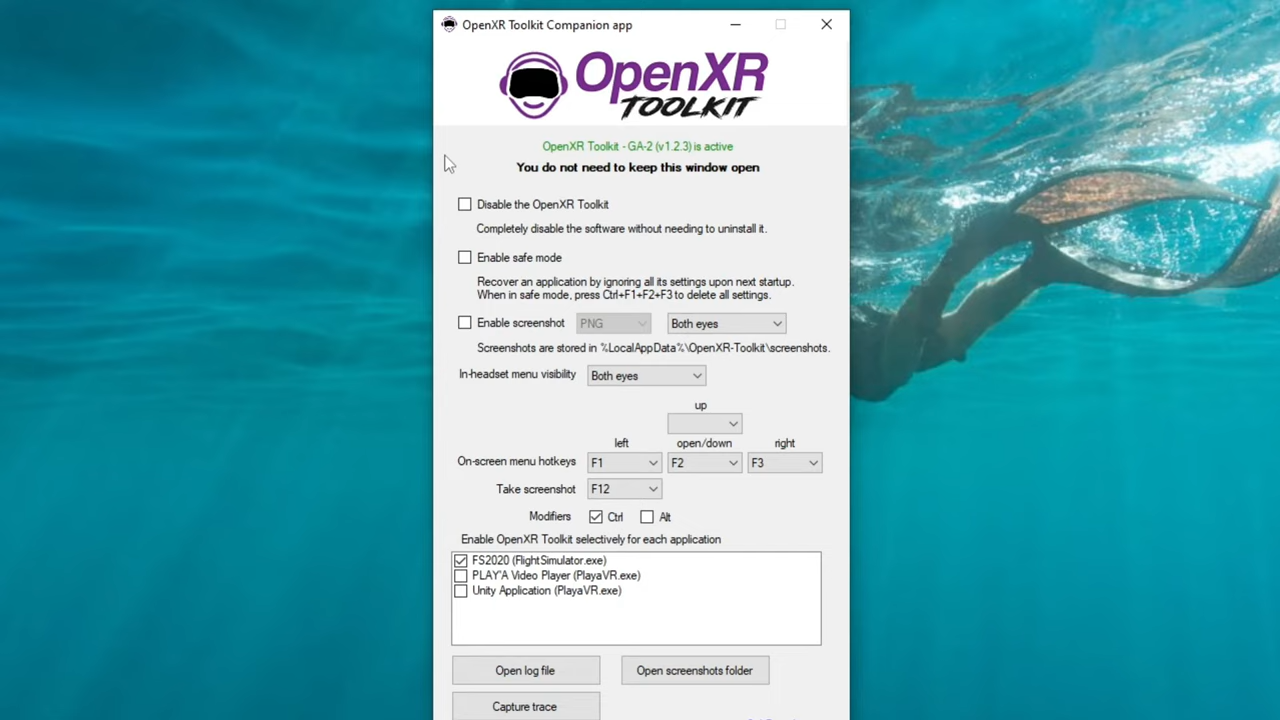 OpenXR Toolkit Companion app
OpenXR
TOOLKIT
OpenXR Toolkit - GA-2 (v1.2.3) is active
You do not need to keep this window open
Disable the OpenXR Toolkit
Completely disable the software without needing to uninstall it.
Enable safe mode
Recover an application by ignoring all its settings upon next startup.
When in safe mode, press Ctrl+F1+F2+F3 to delete all settings.
Enable screenshot PNG Both eyes
Screenshots are stored in %LocalAppData%\OpenXR-Toolkit\screenshots.
In-headset menu visibility Both eyes
up
left open/down right
On-screen menu hotkeys F1 F2 F3
Take screenshot F12
Modifiers Ctrl Alt
Enable OpenXR Toolkit selectively for each application
FS2020 (FlightSimulator.exe)
PLAY'A Video Player (PlayaVR.exe)
Unity Application (PlayaVR.exe)
Open log file Open screenshots folder
Capture trace